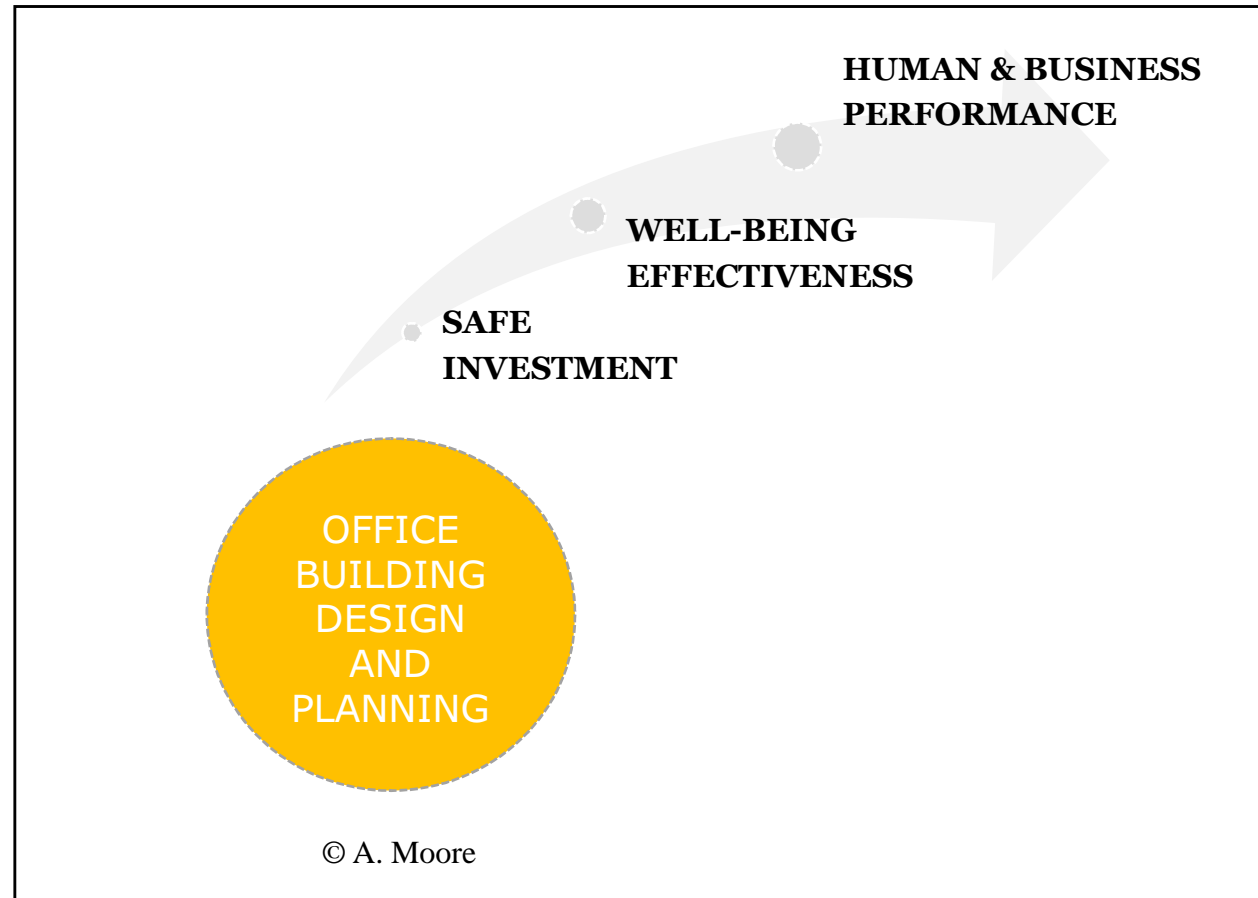 HUMAN & BUSINESS
PERFORMANCE
WELL-BEING
EFFECTIVENESS
SAFE
INVESTMENT
OFFICE
BUILDING
DESIGN
AND
PLANNING
© A. Moore